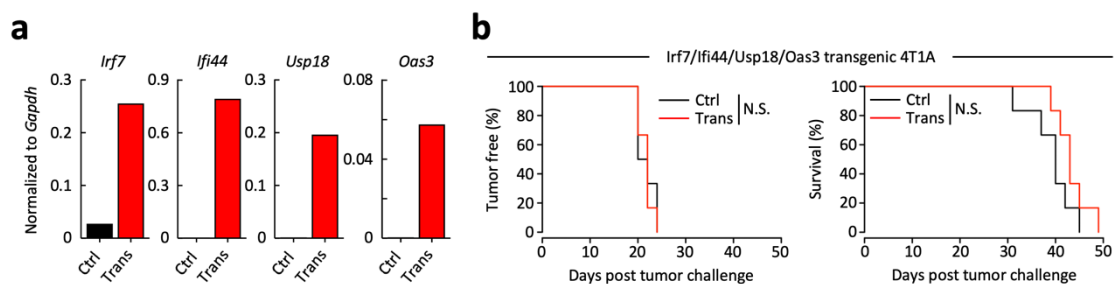 a
b
Irf7
Ifi44
Usp18
Oas3
Irf7/Ifi44/Usp18/Oas3 transgenic 4T1A
Normalized to Gapdh
0.3
0.2
0.1
0
0.9
0.6
0.3
0
0.3
0.2
0.1
0
0.08
0.04
0
Ctrl
Trans
Ctrl
Trans
Ctrl
Trans
Ctrl
Trans
Tumor free (%)
100
80
60
40
20
0
Ctrl
Trans
N.S.
0 10 20 30 40 50
Days post tumor challenge
Survival (%)
100
80
60
40
20
0
Ctrl
Trans
N.S.
0 10 20 30 40 50
Days post tumor challenge